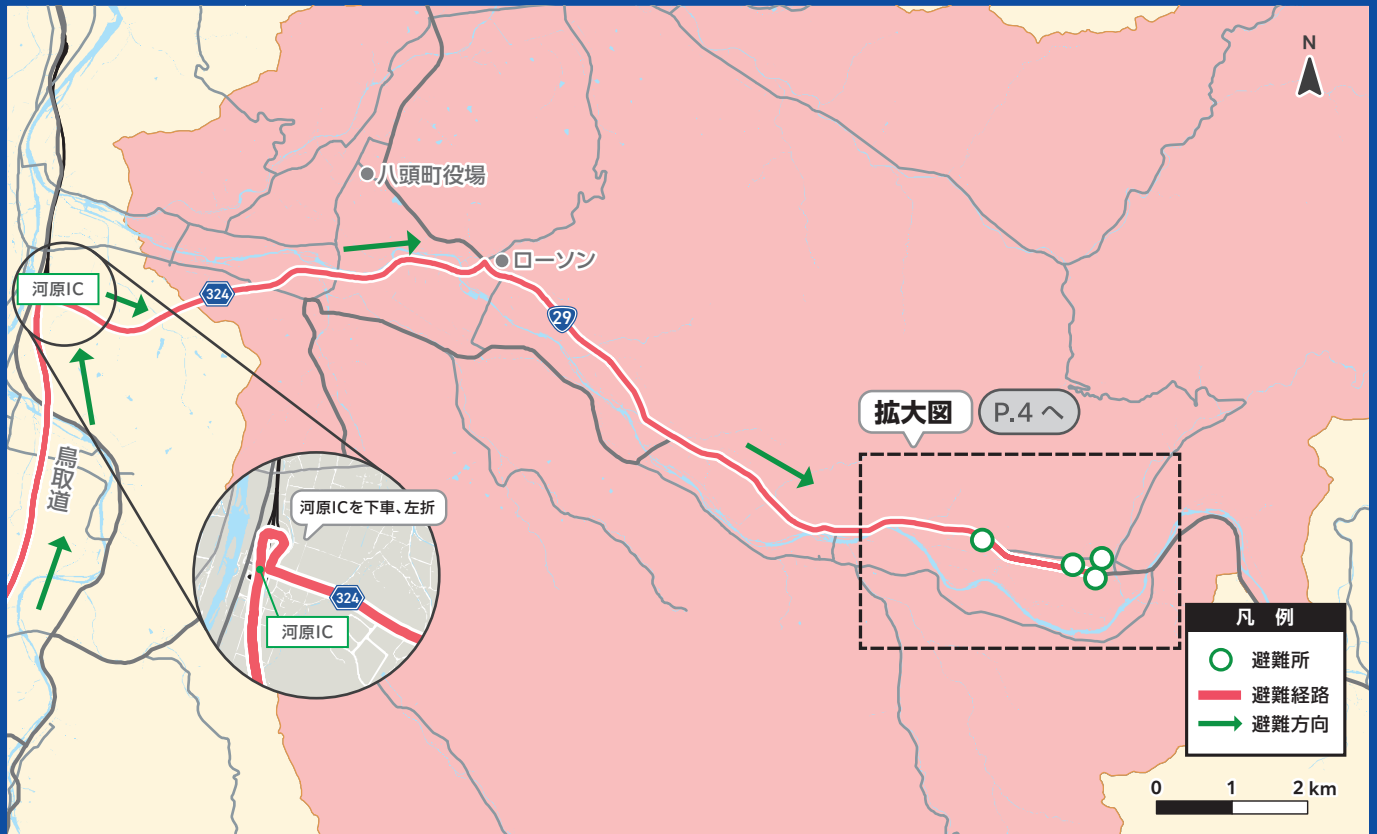 N
八頭町役場
ローソン
河原IC
324
29
拡大図
P.4 へ
鳥取道
河原ICを下車、左折
324
河原IC
凡 例
避難所
避難経路
避難方向
0 1 2 km